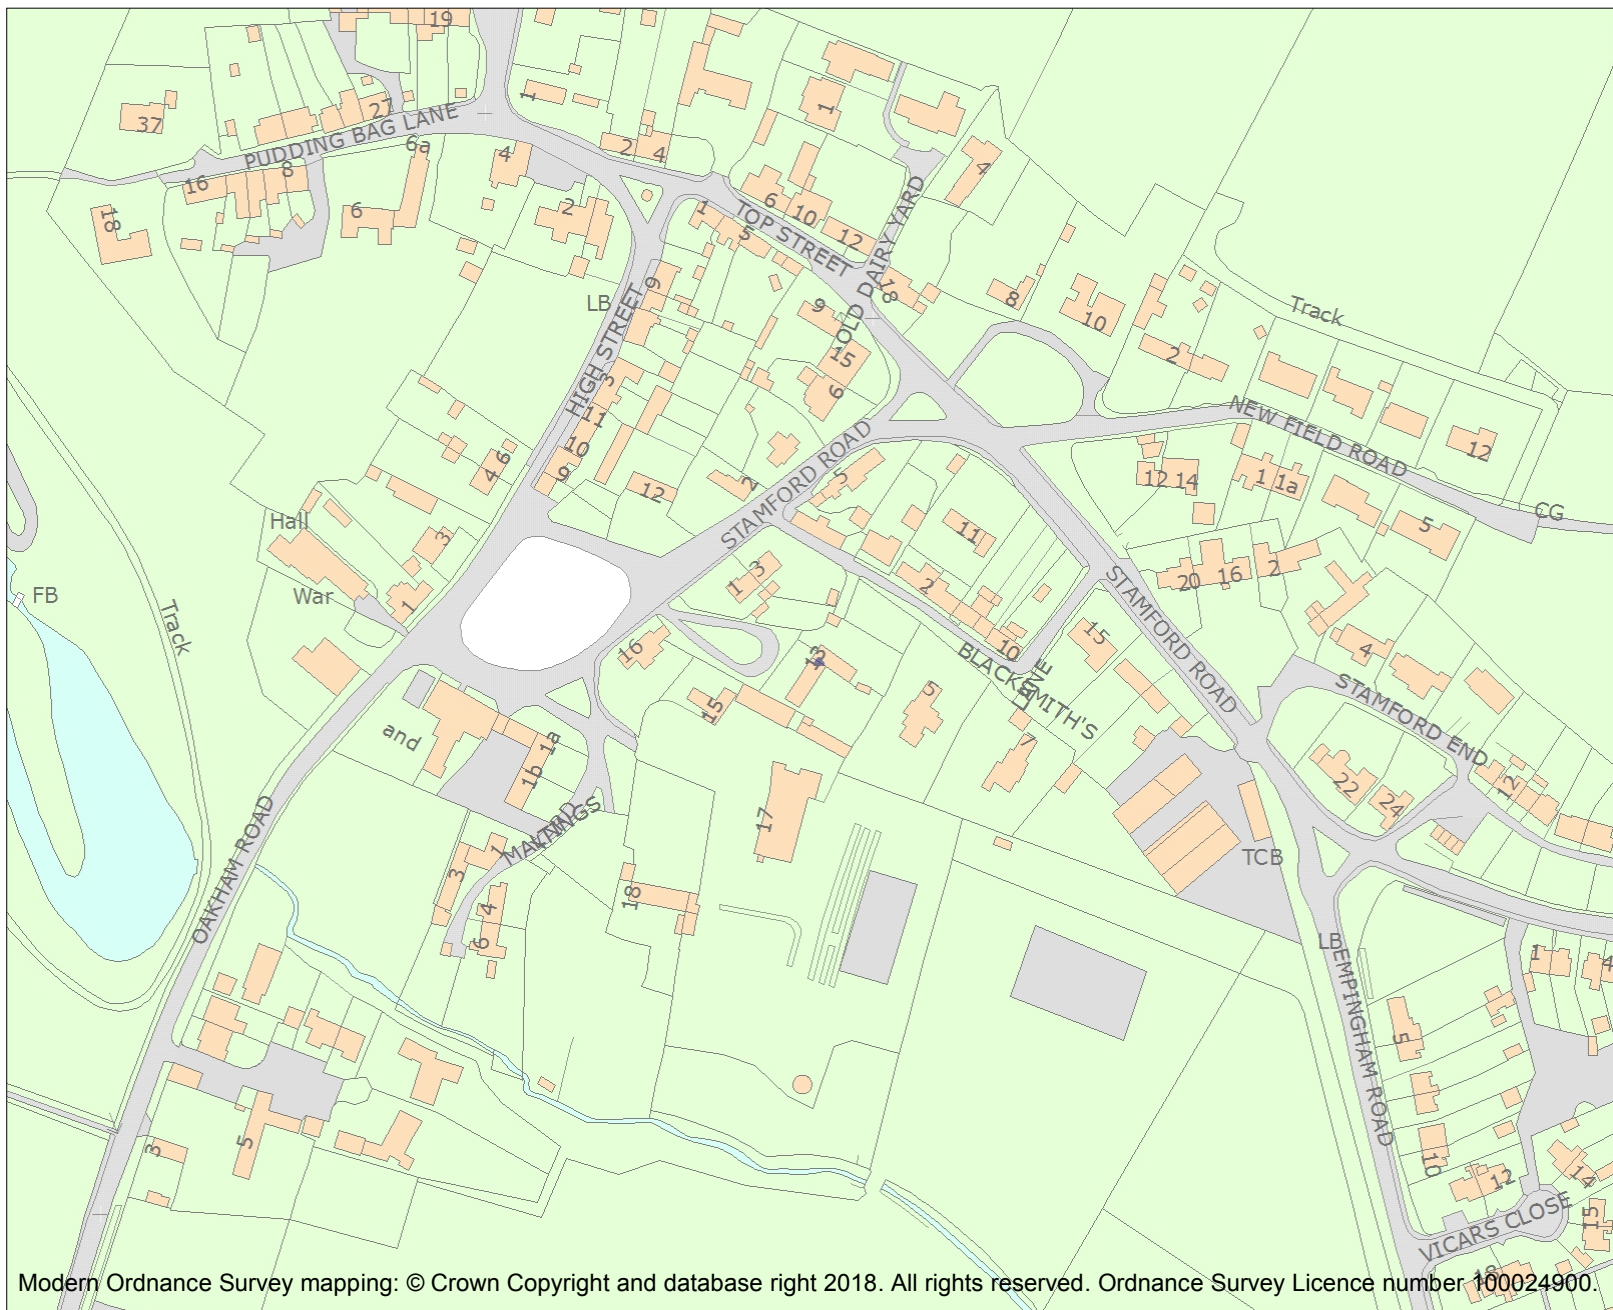 19
37
27
PUDDING BAG LANE
6a
16
8
18
6
4
2
1
2
4
1
4
6
10
12
TOP STREET
1
5
OLD DAIRY YARD
18
9
LB
HIGH STREET
9
15
6
8
10
2
Track
NEW FIELD ROAD
12
3
11
10
9
12
4
6
2
STAMFORD ROAD
5
12
14
1
1a
5
CG
Hall
War
3
1
FB
Track
1
3
11
2
10
20
16
2
STAMFORD ROAD
15
BLACKSMITH'S
LANE
4
STAMFORD END
16
15
13
5
7
and
1a
1b
17
MALTINGS
YARD
22
24
12
TCB
OAKHAM ROAD
3
1
4
6
18
LB
EMPINGHAM ROAD
1
4
5
10
12
14
15
VICARS CLOSE
18
3
5
Modern Ordnance Survey mapping: © Crown Copyright and database right 2018. All rights reserved. Ordnance Survey Licence number 100024900.